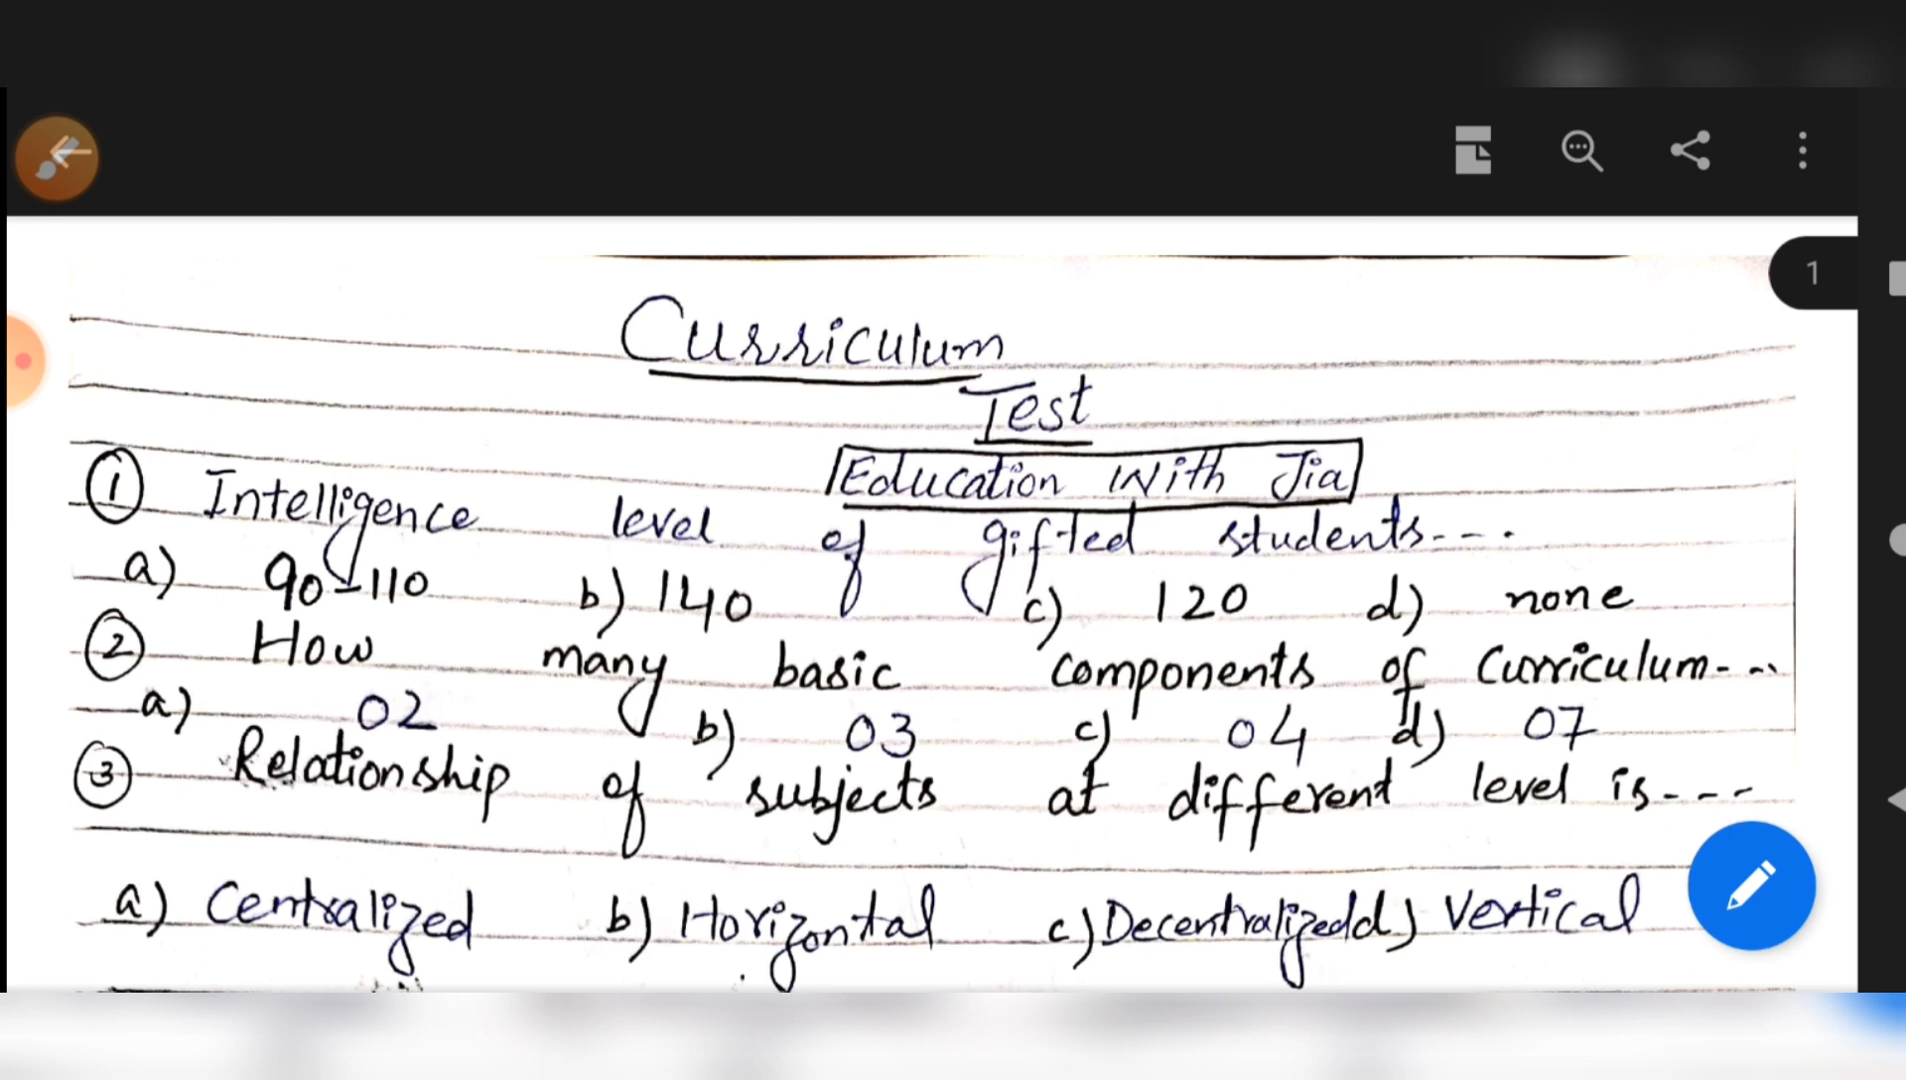 1
Curriculum
Test
Education With Jia
① Intelligence level of gifted students----
a) 90-110 b) 140 c) 120 d) none
② How many basic components of Curriculum----
a) 02 b) 03 c) 04 d) 07
③ Relationship of subjects at different level is----
a) Centralized b) Horizontal c) Decentralized d) Vertical